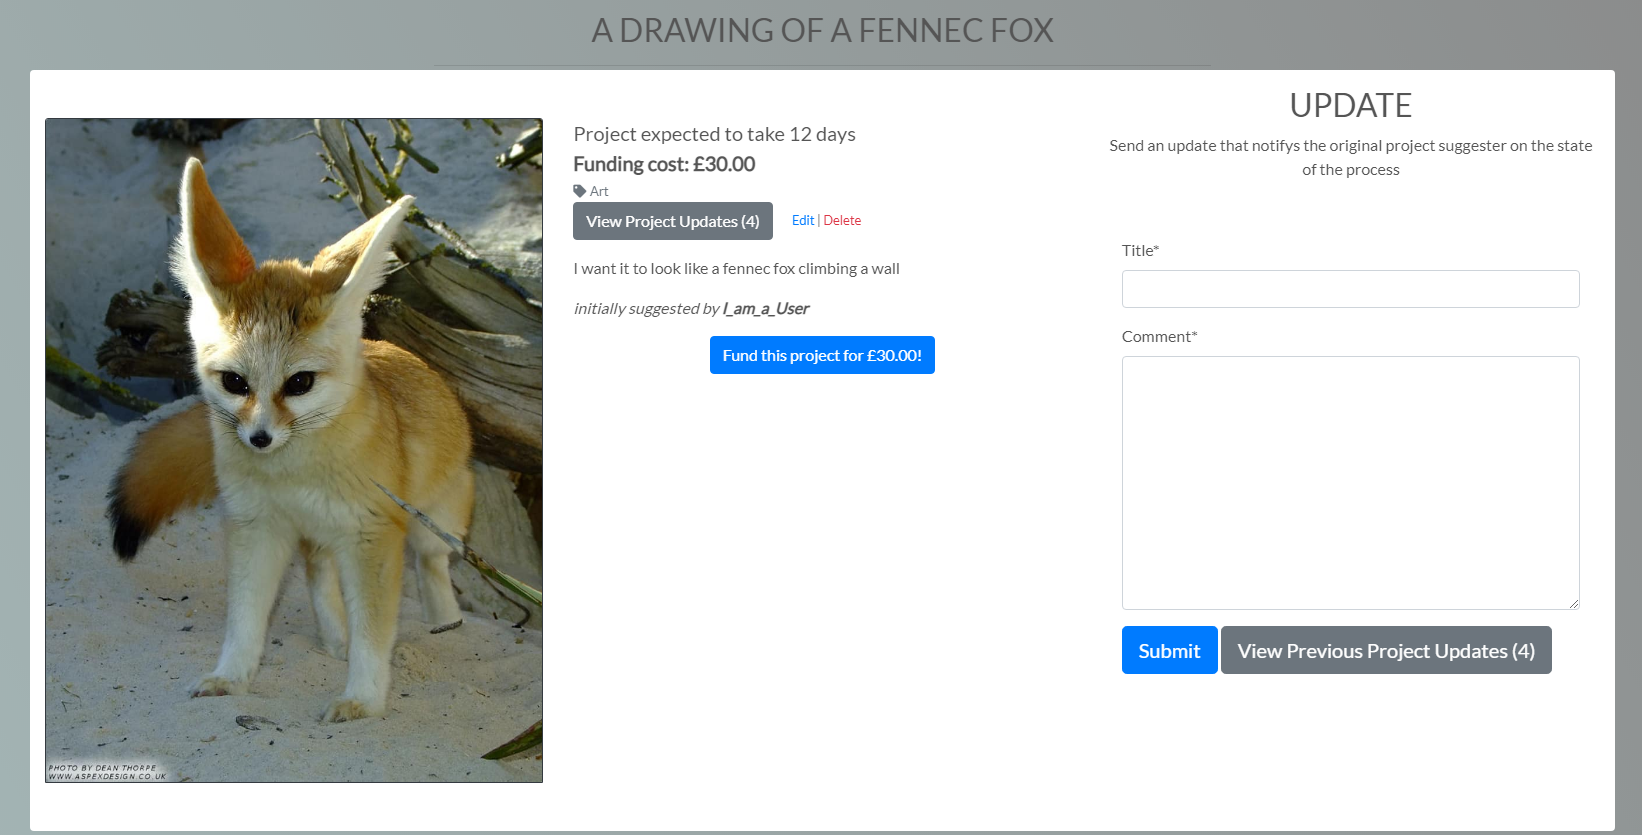 A DRAWING OF A FENNEC FOX
Project expected to take 12 days
Funding cost: £30.00
Art
View Project Updates (4) Edit | Delete
I want it to look like a fennec fox climbing a wall
initially suggested by I_am_a_User
Fund this project for £30.00!
UPDATE
Send an update that notifys the original project suggester on the state
of the process
Title*
Comment*
Submit View Previous Project Updates (4)
PHOTO BY DEAN THORPE
WWW.ASPEXDESIGN.CO.UK